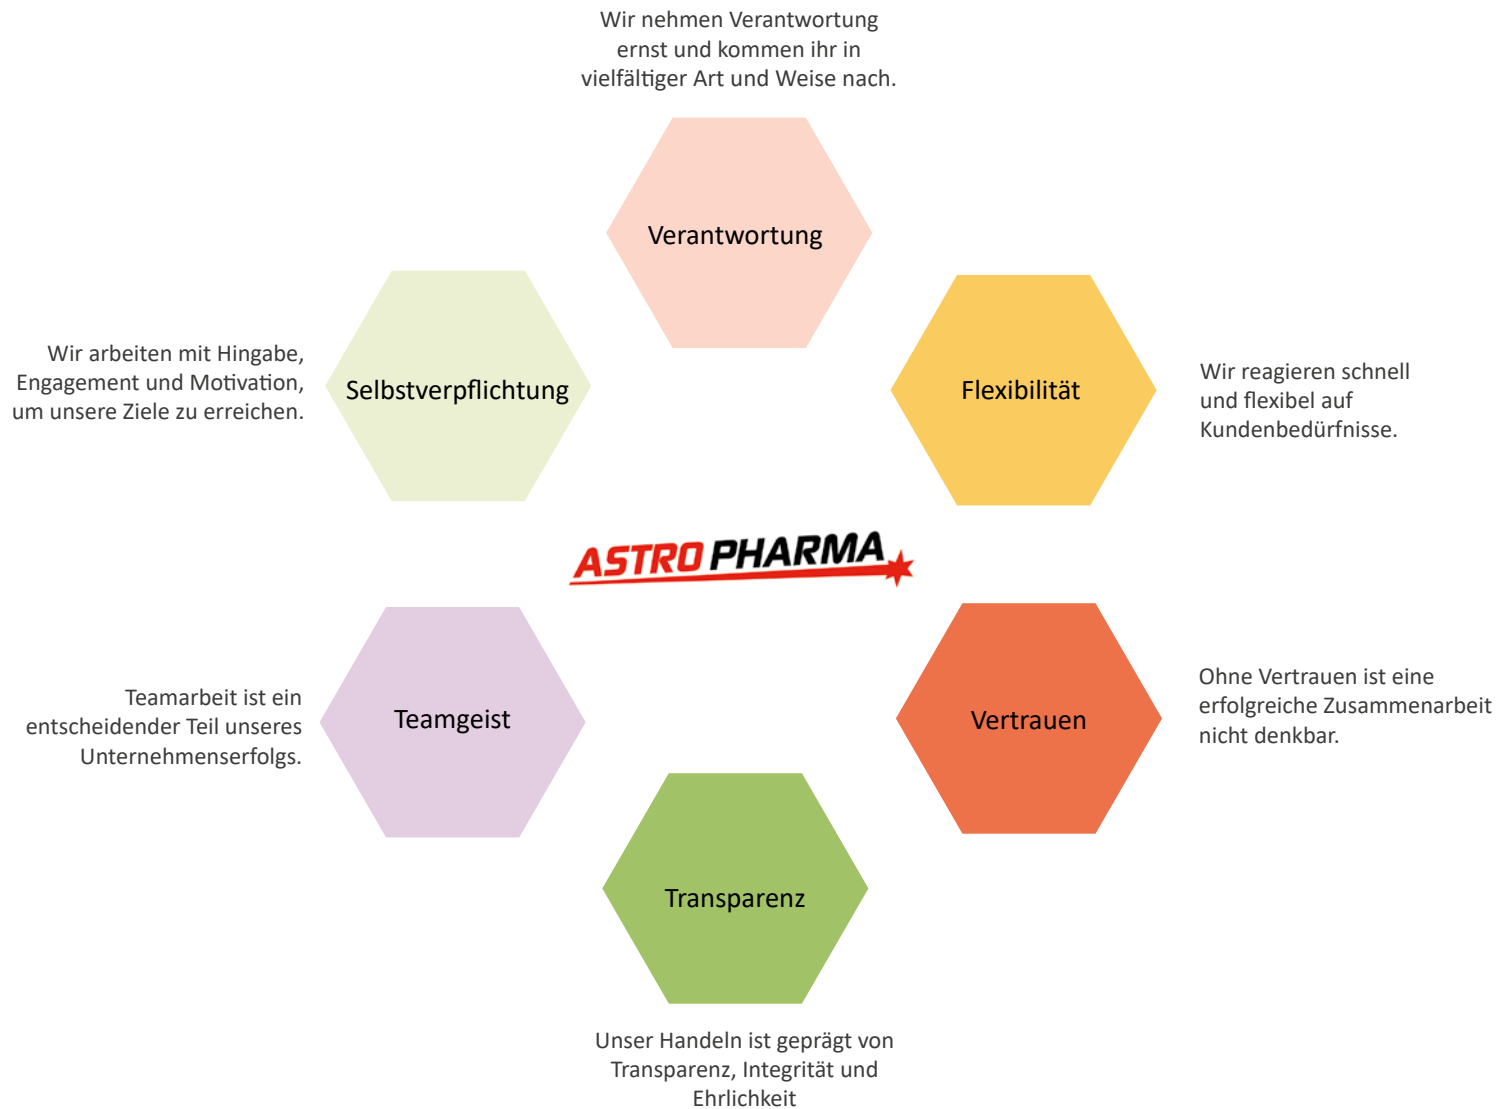 Wir nehmen Verantwortung
ernst und kommen ihr in
vielfältiger Art und Weise nach.
Verantwortung
Flexibilität
Wir reagieren schnell
und flexibel auf
Kundenbedürfnisse.
Vertrauen
Ohne Vertrauen ist eine
erfolgreiche Zusammenarbeit
nicht denkbar.
Transparenz
Unser Handeln ist geprägt von
Transparenz, Integrität und
Ehrlichkeit
Teamgeist
Teamarbeit ist ein
entscheidender Teil unseres
Unternehmenserfolgs.
Selbstverpflichtung
Wir arbeiten mit Hingabe,
Engagement und Motivation,
um unsere Ziele zu erreichen.
ASTRO PHARMA